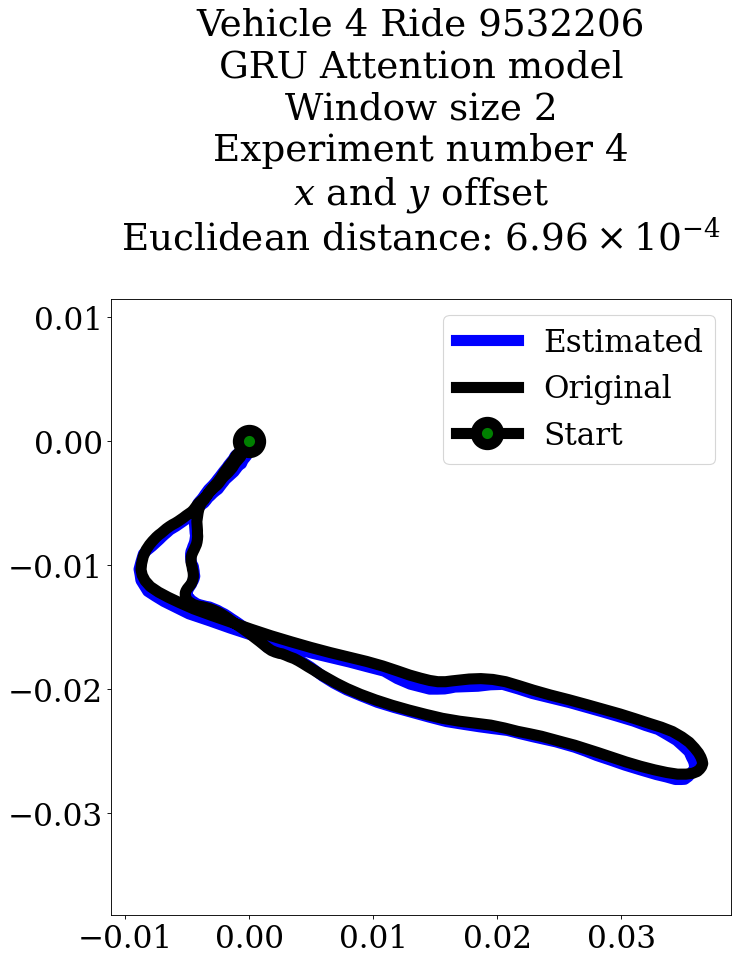 Vehicle 4 Ride 9532206
GRU Attention model
Window size 2
Experiment number 4
x and y offset
Euclidean distance: 6.96 × 10⁻⁴
Estimated
Original
Start
0.01
0.00
−0.01
−0.02
−0.03
−0.01 0.00 0.01 0.02 0.03